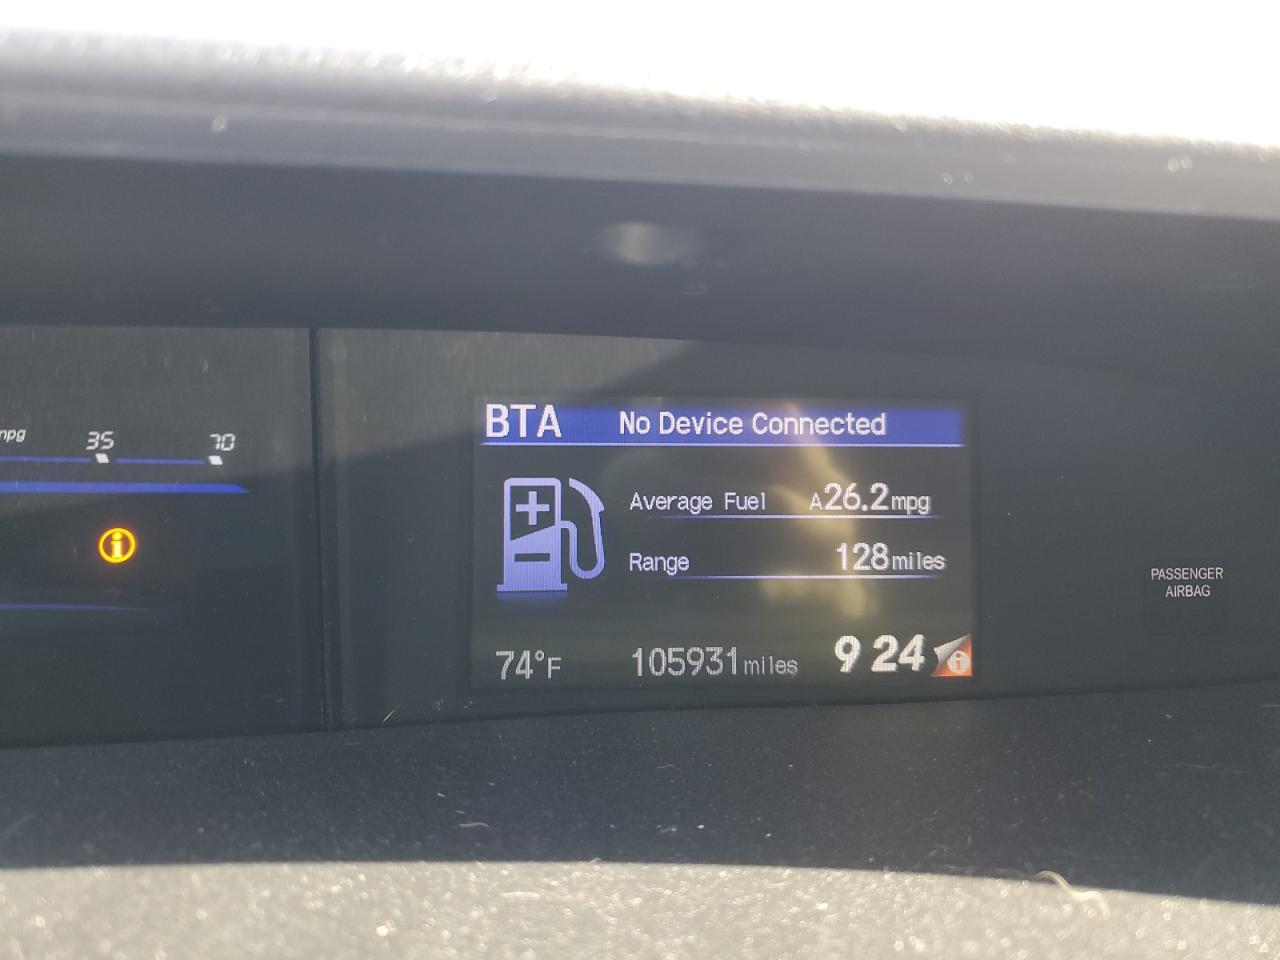 mpg 35 70
BTA No Device Connected
Average Fuel A26.2mpg
Range 128miles
PASSENGER
AIRBAG
74°F 105931miles 9 24